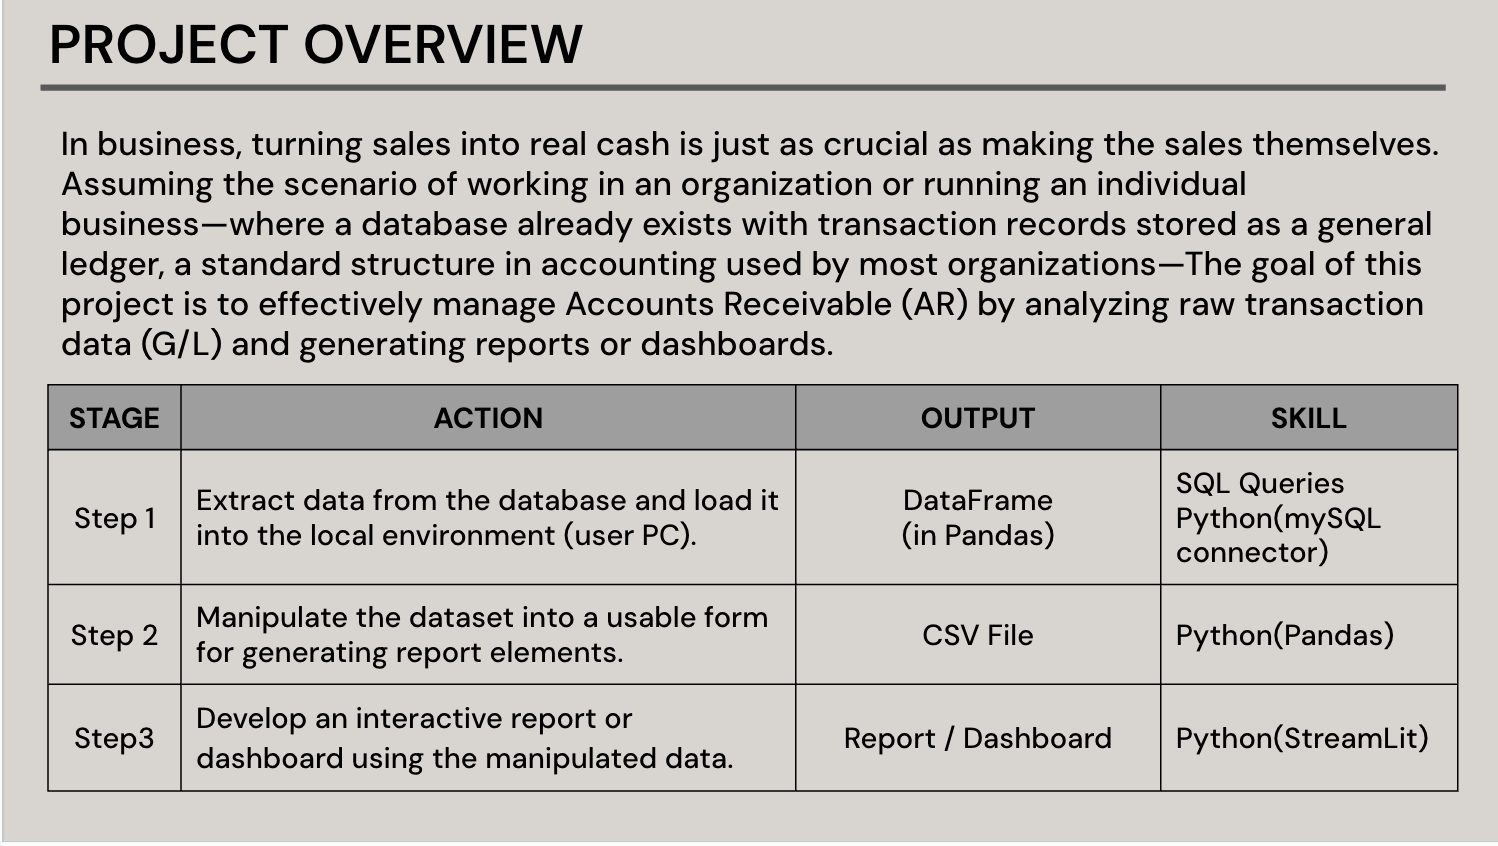 PROJECT OVERVIEW
In business, turning sales into real cash is just as crucial as making the sales themselves.
Assuming the scenario of working in an organization or running an individual
business—where a database already exists with transaction records stored as a general
ledger, a standard structure in accounting used by most organizations—The goal of this
project is to effectively manage Accounts Receivable (AR) by analyzing raw transaction
data (G/L) and generating reports or dashboards.
STAGE ACTION OUTPUT SKILL
Step 1
Extract data from the database and load it
into the local environment (user PC).
DataFrame
(in Pandas)
SQL Queries
Python(mySQL
connector)
Step 2
Manipulate the dataset into a usable form
for generating report elements.
CSV File
Python(Pandas)
Step3
Develop an interactive report or
dashboard using the manipulated data.
Report / Dashboard
Python(StreamLit)